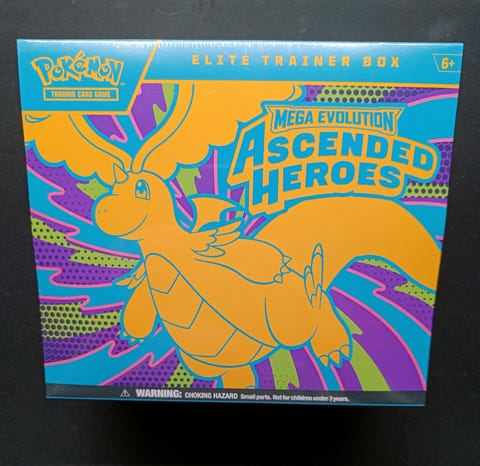 ELITE TRAINER BOX
6+
POKéMON
TRADING CARD GAME
MEGA EVOLUTION
ASCENDED
HEROES
WARNING: CHOKING HAZARD Small parts. Not for children under 3 years.